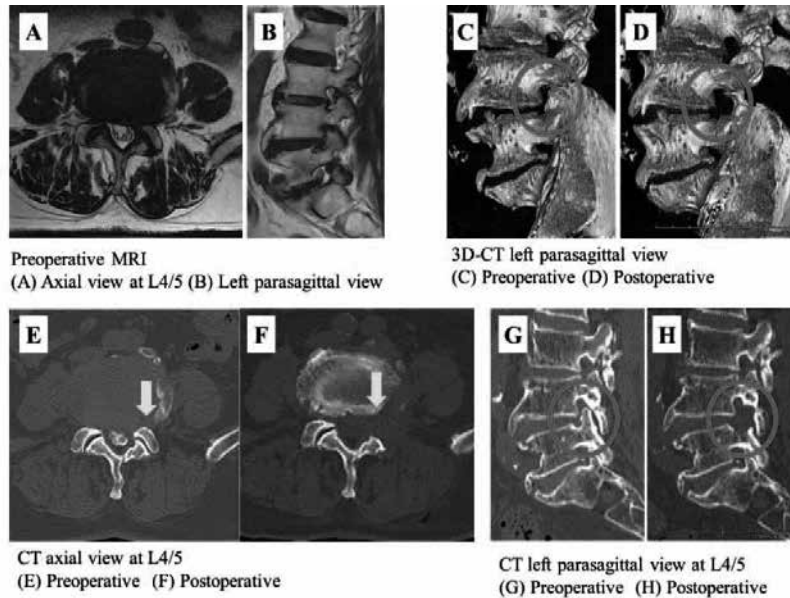 A
B
C
D
Preoperative MRI
(A) Axial view at L4/5 (B) Left parasagittal view
3D-CT left parasagittal view
(C) Preoperative (D) Postoperative
E
F
G
H
CT axial view at L4/5
(E) Preoperative (F) Postoperative
CT left parasagittal view at L4/5
(G) Preoperative (H) Postoperative